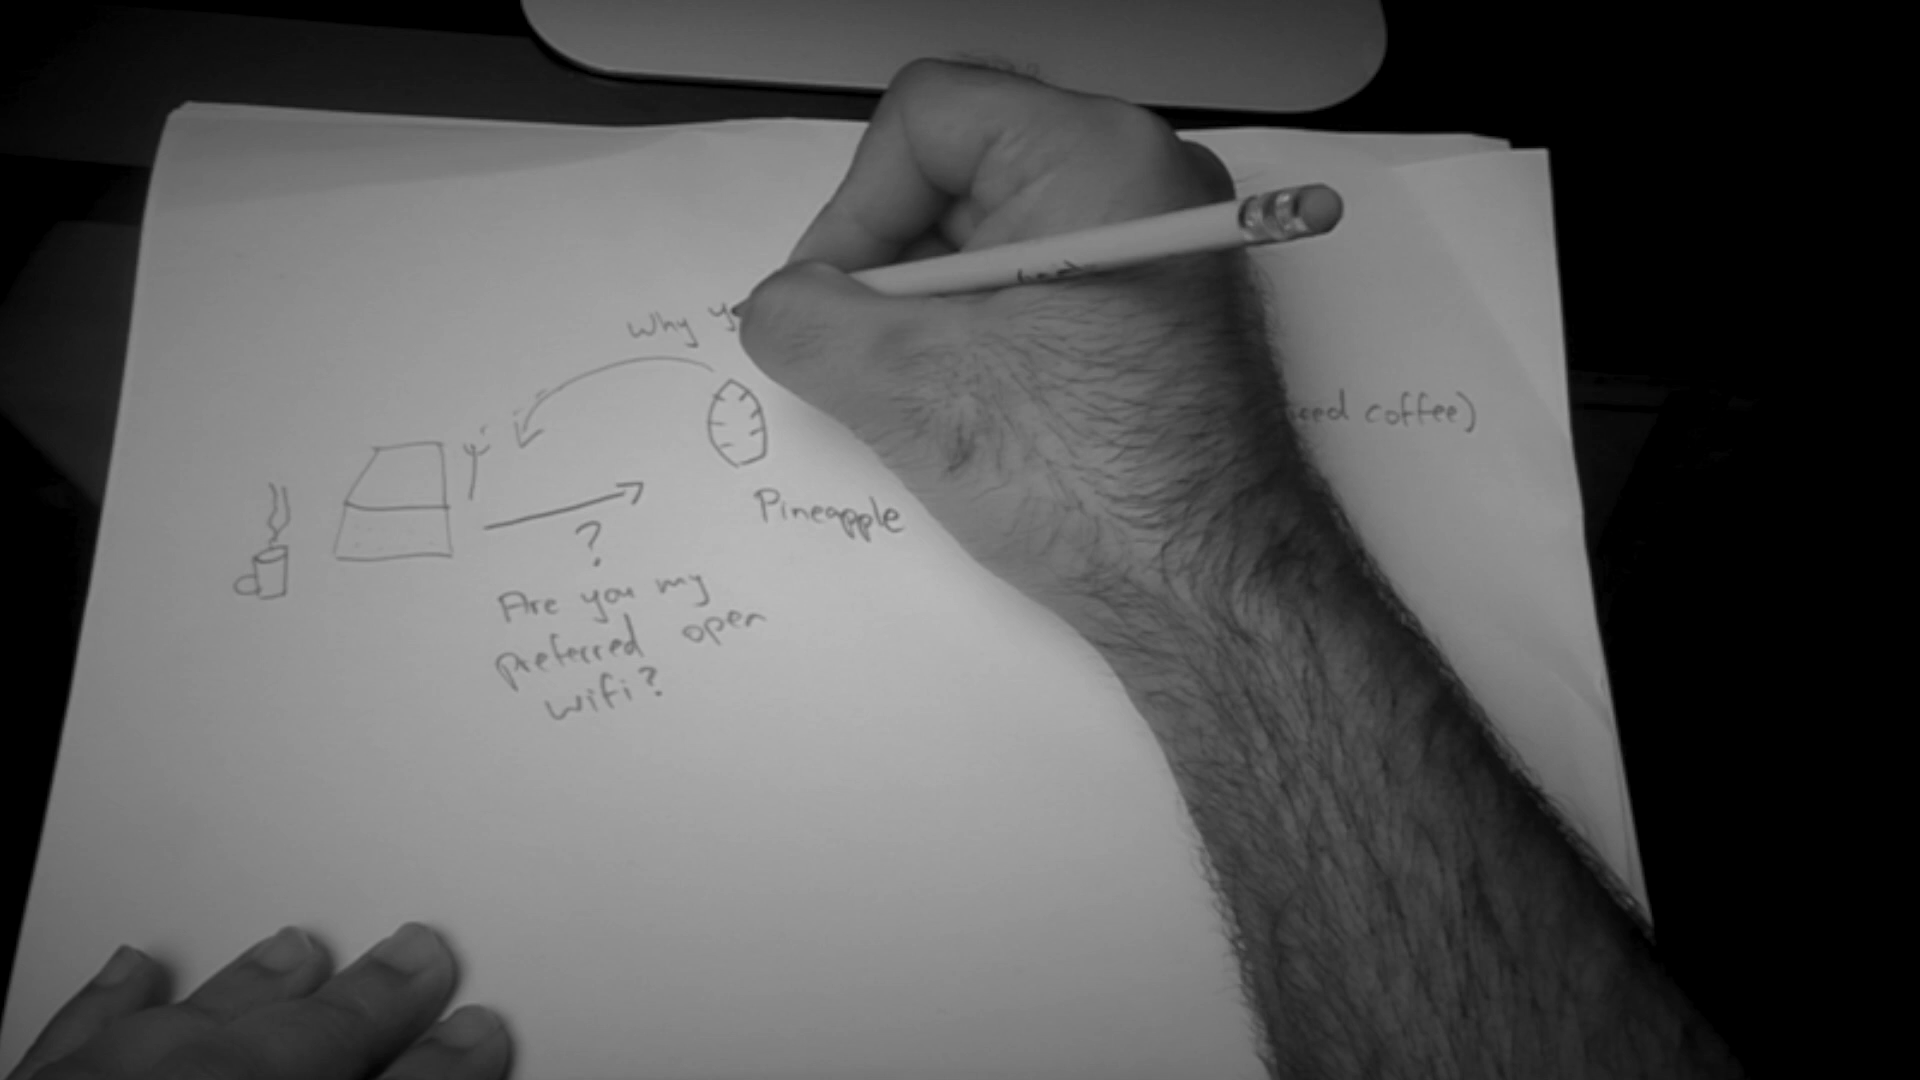 Why
coffee)
Pineapple
?
Are you my
preferred open
wifi?